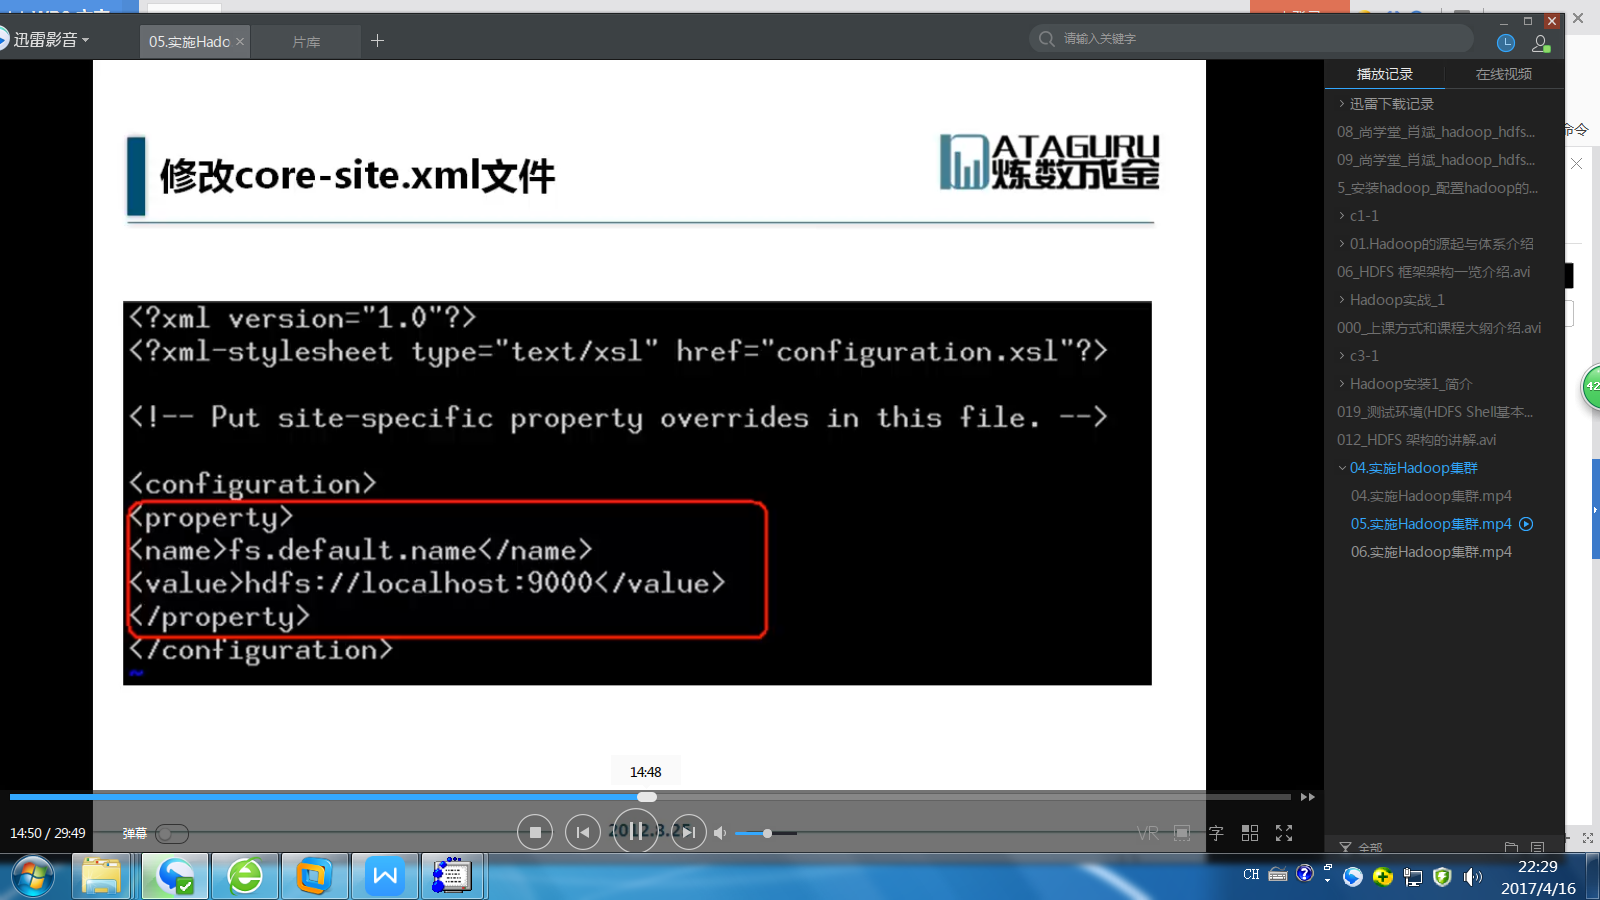 迅雷影音
05.实施Hado
片库
请输入关键字
播放记录
在线视频
修改core-site.xml文件
ATAGURU
炼数成金
<?xml version="1.0"?>
<?xml-stylesheet type="text/xsl" href="configuration.xsl"?>
<!-- Put site-specific property overrides in this file. -->
<configuration>
<property>
<name>fs.default.name</name>
<value>hdfs://localhost:9000</value>
</property>
</configuration>
~
迅雷下载记录
08_尚学堂_肖斌_hadoop_hdfs...
09_尚学堂_肖斌_hadoop_hdfs...
5_安装hadoop_配置hadoop的...
c1-1
01.Hadoop的源起与体系介绍
06_HDFS 框架架构一览介绍.avi
Hadoop实战_1
000_上课方式和课程大纲介绍.avi
c3-1
Hadoop安装1_简介
019_测试环境(HDFS Shell基本...
012_HDFS 架构的讲解.avi
04.实施Hadoop集群
04.实施Hadoop集群.mp4
05.实施Hadoop集群.mp4
06.实施Hadoop集群.mp4
命令
42
14:48
14:50 / 29:49
弹幕
2012.8.25
VR
字
全部
CH
22:29
2017/4/16